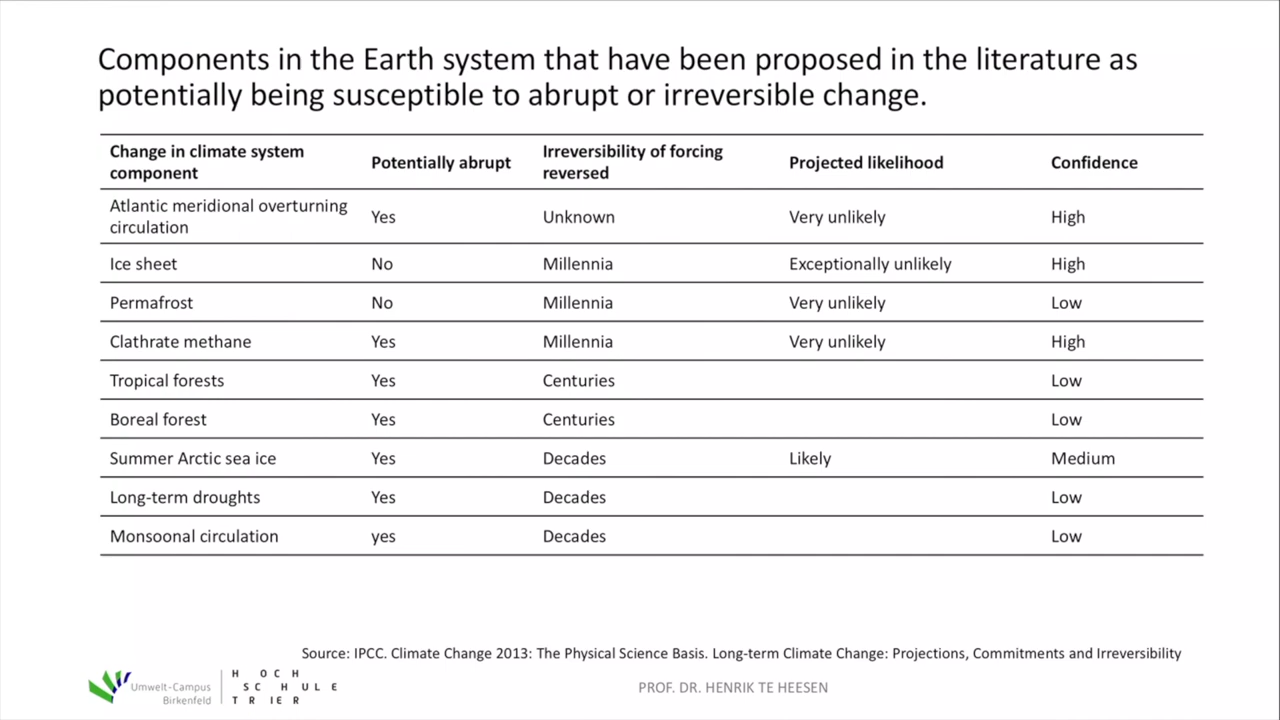 Components in the Earth system that have been proposed in the literature as
potentially being susceptible to abrupt or irreversible change.
Change in climate system component Potentially abrupt Irreversibility of forcing reversed Projected likelihood Confidence
Atlantic meridional overturning circulation Yes Unknown Very unlikely High
Ice sheet No Millennia Exceptionally unlikely High
Permafrost No Millennia Very unlikely Low
Clathrate methane Yes Millennia Very unlikely High
Tropical forests Yes Centuries Low
Boreal forest Yes Centuries Low
Summer Arctic sea ice Yes Decades Likely Medium
Long-term droughts Yes Decades Low
Monsoonal circulation yes Decades Low
Source: IPCC. Climate Change 2013: The Physical Science Basis. Long-term Climate Change: Projections, Commitments and Irreversibility
Umwelt-Campus
Birkenfeld
H OCH
SCHULE
TRIER
PROF. DR. HENRIK TE HEESEN